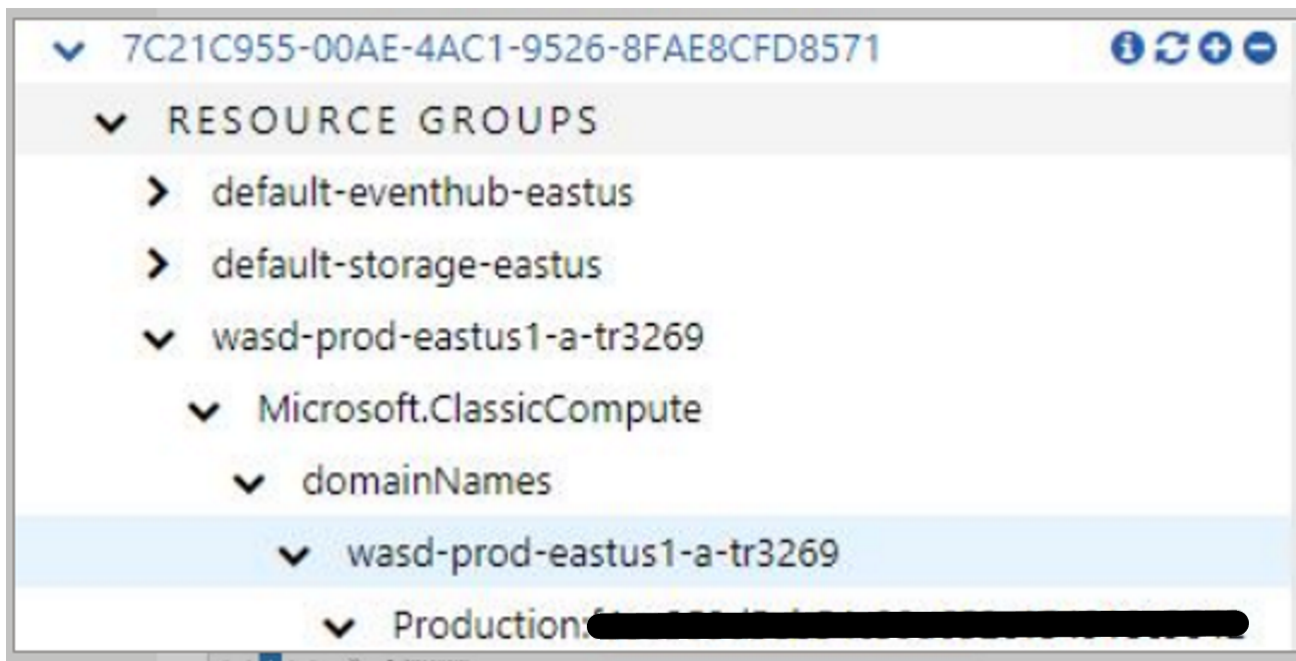 7C21C955-00AE-4AC1-9526-8FAE8CFD8571
RESOURCE GROUPS
default-eventhub-eastus
default-storage-eastus
wasd-prod-eastus1-a-tr3269
Microsoft.ClassicCompute
domainNames
wasd-prod-eastus1-a-tr3269
Production: